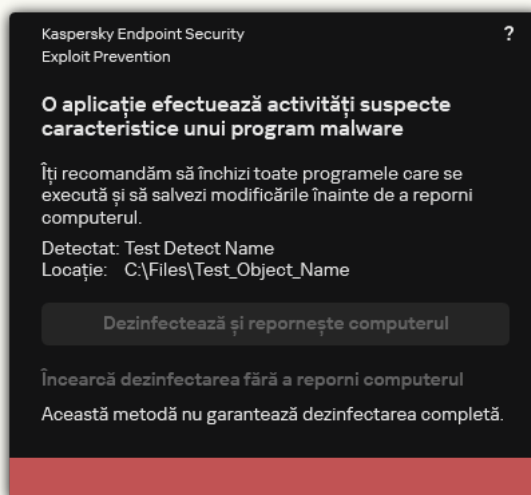 Kaspersky Endpoint Security
?
Exploit Prevention
O aplicație efectuează activități suspecte
caracteristice unui program malware
Îți recomandăm să închizi toate programele care se
execută și să salvezi modificările înainte de a reporni
computerul.
Detectat: Test Detect Name
Locație: C:\Files\Test_Object_Name
Dezinfectează și repornește computerul
Încearcă dezinfectarea fără a reporni computerul
Această metodă nu garantează dezinfectarea completă.